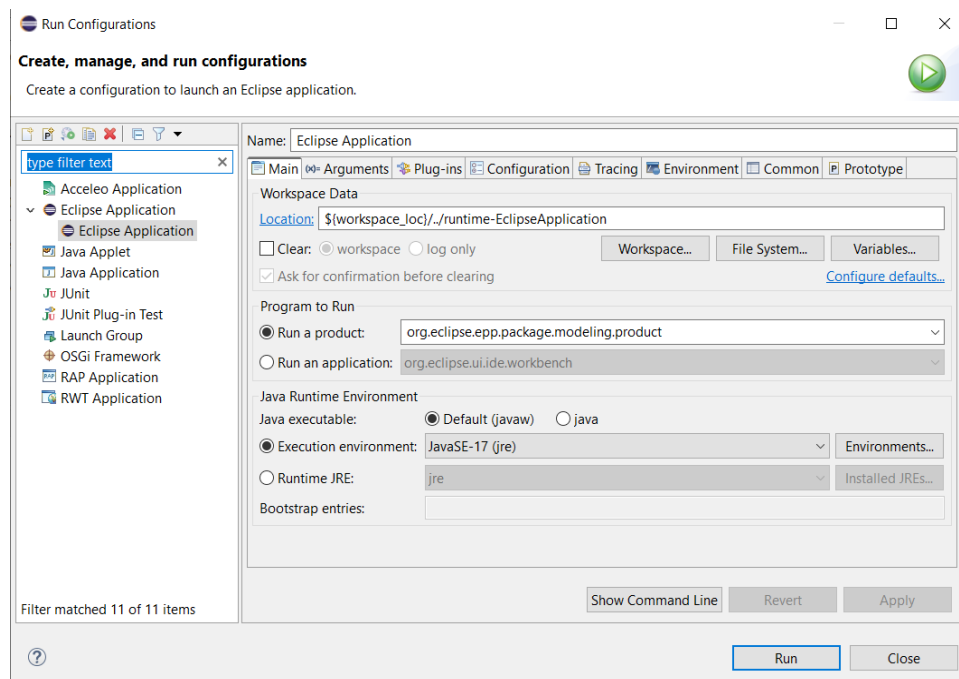 Run Configurations
Create, manage, and run configurations
Create a configuration to launch an Eclipse application.
type filter text
Acceleo Application
Eclipse Application
Eclipse Application
Java Applet
Java Application
Ju JUnit
JUnit Plug-in Test
Launch Group
OSGi Framework
RAP Application
RWT Application
Filter matched 11 of 11 items
Name: Eclipse Application
Main Arguments Plug-ins Configuration Tracing Environment Common Prototype
Workspace Data
Location: ${workspace_loc}/../runtime-EclipseApplication
Clear: workspace log only Workspace... File System... Variables...
Ask for confirmation before clearing Configure defaults...
Program to Run
Run a product: org.eclipse.epp.package.modeling.product
Run an application: org.eclipse.ui.ide.workbench
Java Runtime Environment
Java executable: Default (javaw) java
Execution environment: JavaSE-17 (jre) Environments...
Runtime JRE: jre Installed JREs...
Bootstrap entries:
Show Command Line Revert Apply
Run Close